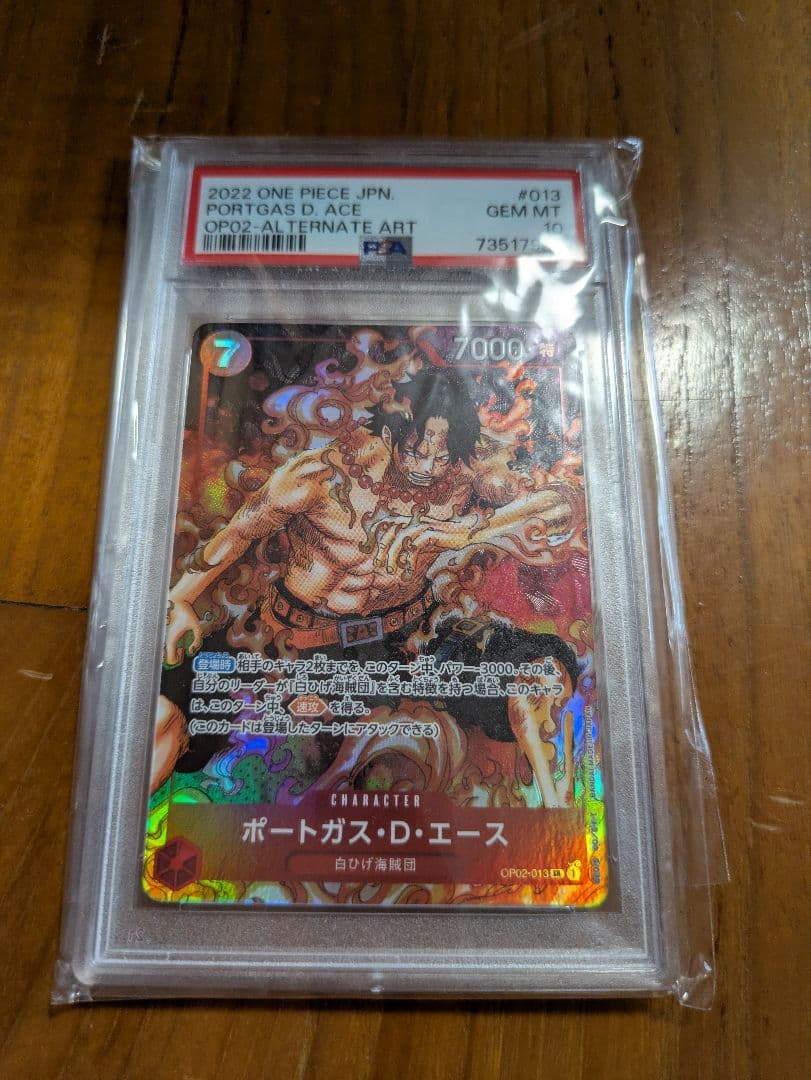 2022 ONE PIECE JPN. #013
PORTGAS D. ACE GEM MT
OP02-ALTERNATE ART 10
PSA 735179
7 7000 特
登場時 相手のキャラ2枚までを、このターン中、パワー-3000。その後、
自分のリーダーが「白ひげ海賊団」を含む特徴を持つ場合、このキャラ
は、このターン中、速攻 を得る。
(このカードは登場したターンにアタックできる)
CHARACTER
ポートガス・D・エース
白ひげ海賊団
OP02-013 SR 1